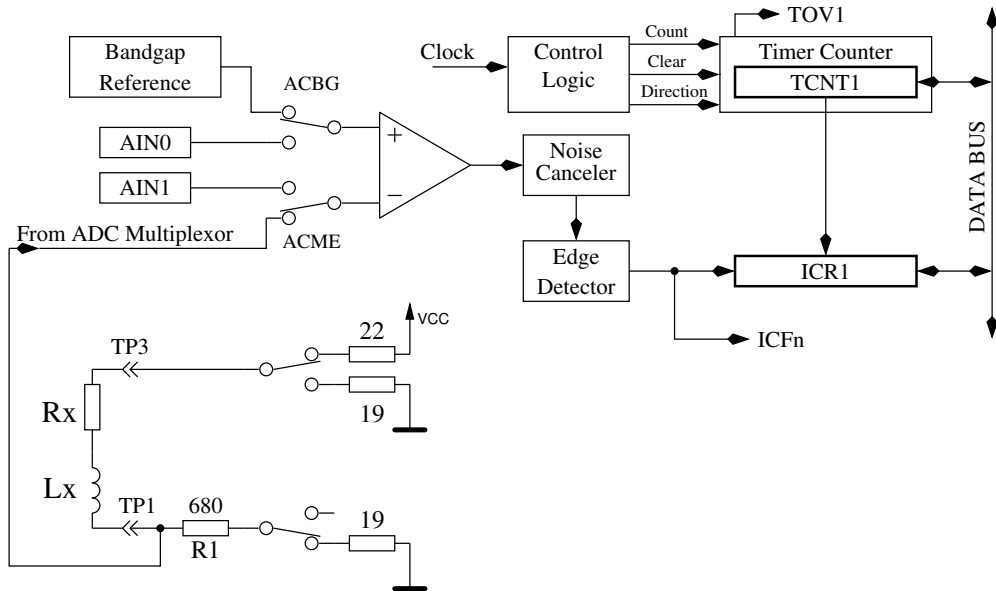 TOV1
Bandgap
Reference
ACBG
Clock
Control
Logic
Count
Clear
Direction
Timer Counter
TCNT1
AIN0
AIN1
+
−
Noise
Canceler
DATA BUS
From ADC Multiplexor
ACME
Edge
Detector
ICR1
ICFn
TP3
22
VCC
19
Rx
Lx
TP1
680
R1
19